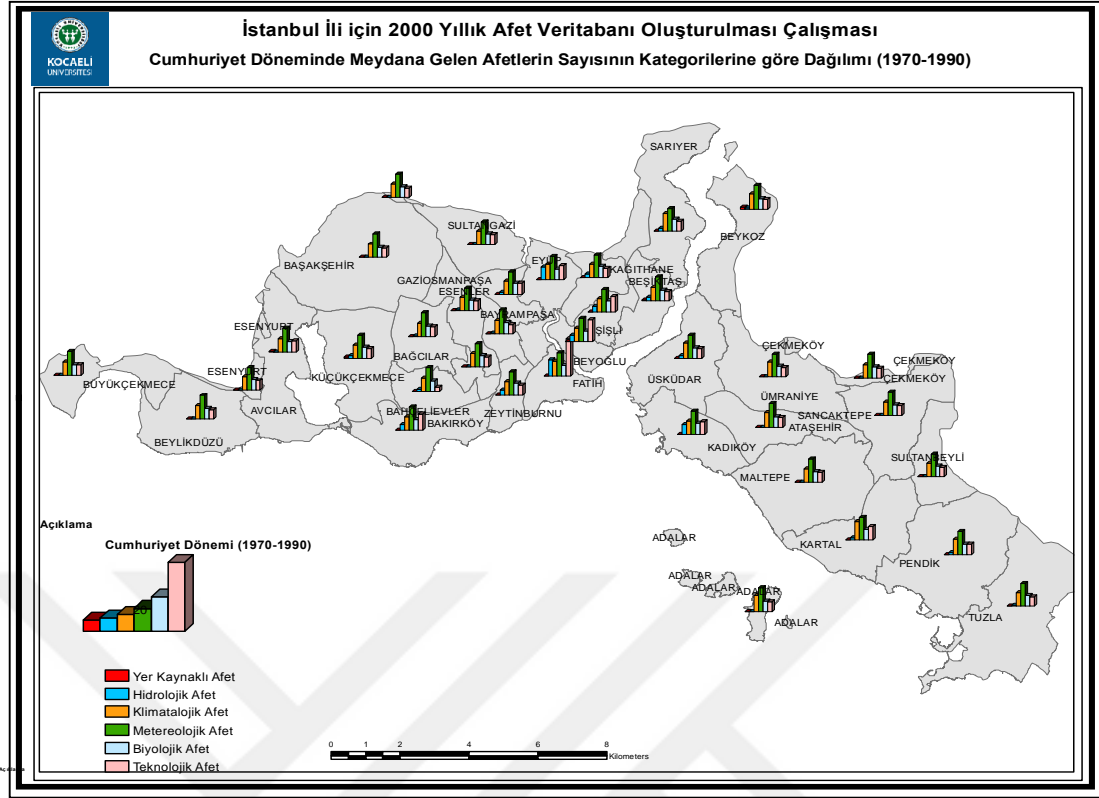 İstanbul İli için 2000 Yıllık Afet Veritabanı Oluşturulması Çalışması
Cumhuriyet Döneminde Meydana Gelen Afetlerin Sayısının Kategorilerine göre Dağılımı (1970-1990)
KOCAELİ
ÜNİVERSİTESİ
SARIYER
SULTANGAZİ
BEYKOZ
BAŞAKŞEHİR
EYÜP
KAĞITHANE
GAZİOSMANPAŞA
BEŞİKTAŞ
ESENLER
BAYRAMPAŞA
ESENYURT
ŞİŞLİ
ÇEKMEKÖY
BAĞCILAR
BEYOGLU
ÇEKMEKÖY
ESENYURT
KÜÇÜKÇEKMECE
ÜSKÜDAR
ÇEKMEKÖY
BÜYÜKÇEKMECE
FATİH
ÜMRANİYE
AVCILAR
BAHÇELİEVLER
ZEYTİNBURNU
SANCAKTEPE
BAKIRKÖY
ATAŞEHİR
BEYLİKDÜZÜ
KADIKÖY
SULTANBEYLİ
MALTEPE
KARTAL
PENDİK
TUZLA
ADALAR
ADALAR
ADALAR
ADALAR
ADALAR
Açıklama
Cumhuriyet Dönemi (1970-1990)
Yer Kaynaklı Afet
Hidrolojik Afet
Klimatalojik Afet
Metereolojik Afet
Biyolojik Afet
Teknolojik Afet
0 1 2 4 6 8
Kilometers
Açıklama